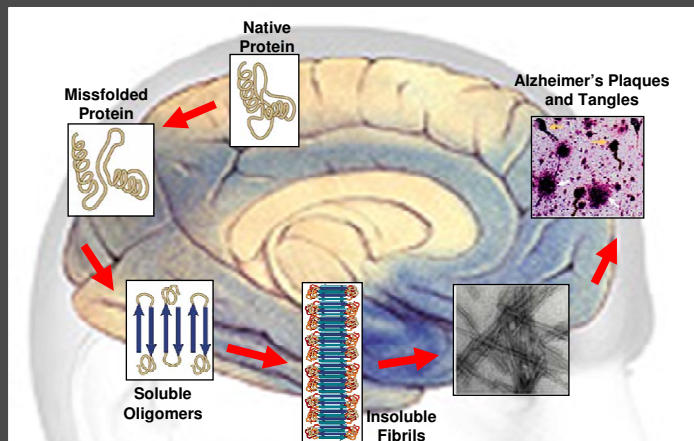 Native
Protein
Missfolded
Protein
Alzheimer's Plaques
and Tangles
Soluble
Oligomers
Insoluble
Fibrils